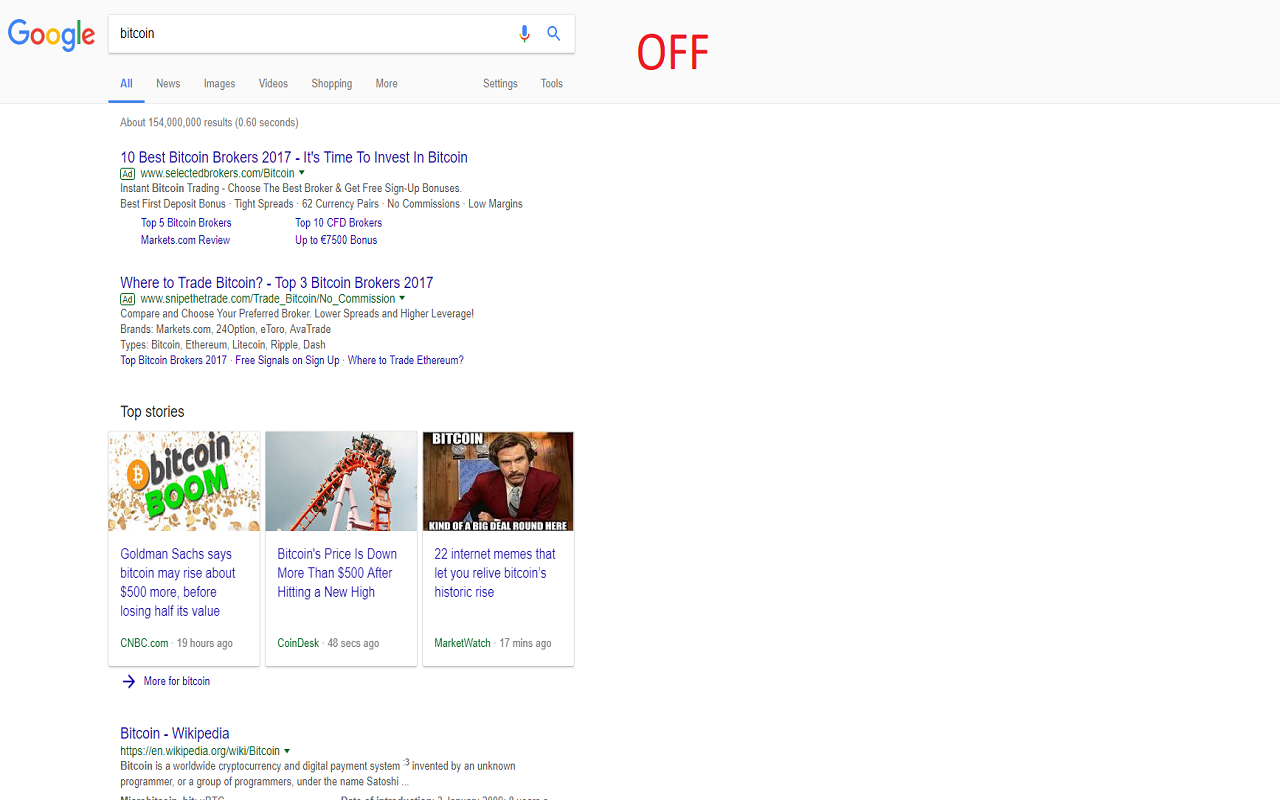 Google
bitcoin
OFF
All News Images Videos Shopping More Settings Tools
About 154,000,000 results (0.60 seconds)
10 Best Bitcoin Brokers 2017 - It's Time To Invest In Bitcoin
Ad www.selectedbrokers.com/Bitcoin
Instant Bitcoin Trading - Choose The Best Broker & Get Free Sign-Up Bonuses.
Best First Deposit Bonus · Tight Spreads · 62 Currency Pairs · No Commissions · Low Margins
Top 5 Bitcoin Brokers Top 10 CFD Brokers
Markets.com Review Up to €7500 Bonus
Where to Trade Bitcoin? - Top 3 Bitcoin Brokers 2017
Ad www.snipethetrade.com/Trade_Bitcoin/No_Commission
Compare and Choose Your Preferred Broker. Lower Spreads and Higher Leverage!
Brands: Markets.com, 24Option, eToro, AvaTrade
Types: Bitcoin, Ethereum, Litecoin, Ripple, Dash
Top Bitcoin Brokers 2017 · Free Signals on Sign Up · Where to Trade Ethereum?
Top stories
bitcoin
BOOM
BITCOIN
KIND OF A BIG DEAL ROUND HERE
Goldman Sachs says
bitcoin may rise about
$500 more, before
losing half its value
CNBC.com · 19 hours ago
Bitcoin's Price Is Down
More Than $500 After
Hitting a New High
CoinDesk · 48 secs ago
22 internet memes that
let you relive bitcoin's
historic rise
MarketWatch · 17 mins ago
More for bitcoin
Bitcoin - Wikipedia
https://en.wikipedia.org/wiki/Bitcoin
Bitcoin is a worldwide cryptocurrency and digital payment system :3 invented by an unknown
programmer, or a group of programmers, under the name Satoshi ...